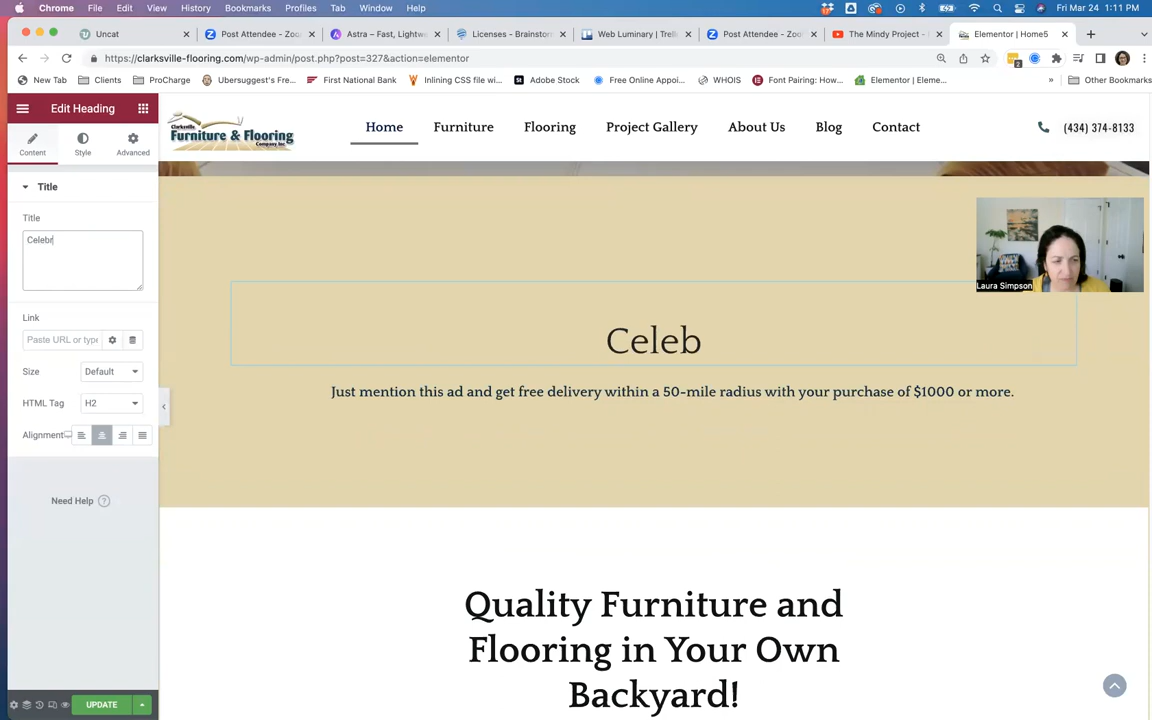 Chrome File Edit View History Bookmarks Profiles Tab Window Help Fri Mar 24 1:11 PM
Uncat Post Attendee - Zoo Astra – Fast, Lightw Licenses - Brainstor Web Luminary | Trell Post Attendee - Zoo The Mindy Project - Elementor | Home5
https://clarksville-flooring.com/wp-admin/post.php?post=327&action=elementor
New Tab Clients ProCharge Ubersuggest's Fre... First National Bank Inlining CSS file wi... St Adobe Stock Free Online Appoi... WHOIS Font Pairing: How... Elementor | Eleme... » Other Bookmarks
Edit Heading
Content Style Advanced
Title
Title
Celebr
Link
Paste URL or type
Size Default
HTML Tag H2
Alignment
Need Help ?
UPDATE
Clarksville
Furniture & Flooring
Company Inc
Home Furniture Flooring Project Gallery About Us Blog Contact (434) 374-8133
Laura Simpson
Celeb
Just mention this ad and get free delivery within a 50-mile radius with your purchase of $1000 or more.
Quality Furniture and
Flooring in Your Own
Backyard!